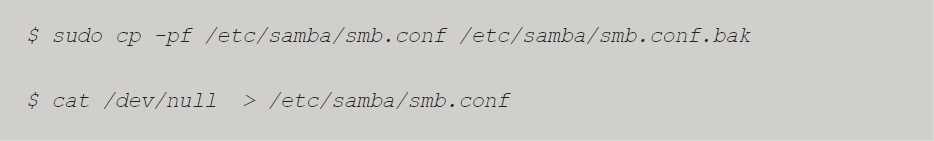 $ sudo cp -pf /etc/samba/smb.conf /etc/samba/smb.conf.bak
$ cat /dev/null  > /etc/samba/smb.conf